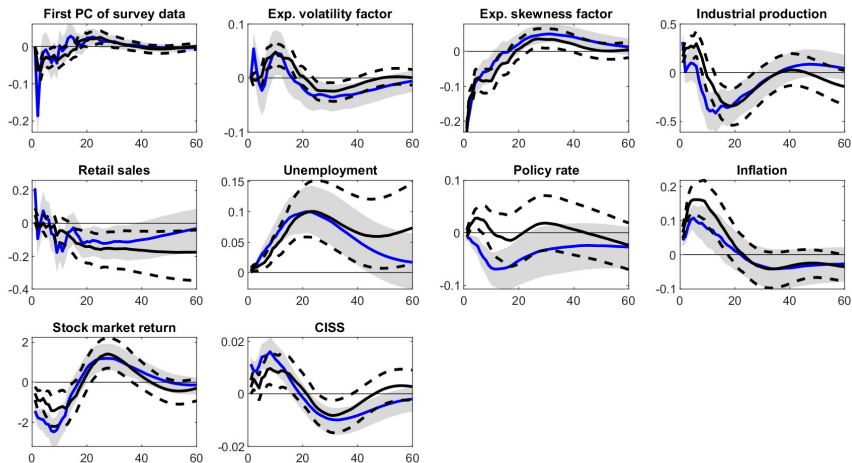 First PC of survey data
0
-0.1
-0.2
0 20 40 60
Exp. volatility factor
0.1
0
-0.1
0 20 40 60
Exp. skewness factor
0
-0.1
-0.2
0 20 40 60
Industrial production
0.5
0
-0.5
0 20 40 60
Retail sales
0.2
0
-0.2
-0.4
0 20 40 60
Unemployment
0.15
0.1
0.05
0
0 20 40 60
Policy rate
0.1
0
-0.1
0 20 40 60
Inflation
0.2
0.1
0
-0.1
0 20 40 60
Stock market return
2
0
-2
0 20 40 60
CISS
0.02
0
-0.02
0 20 40 60